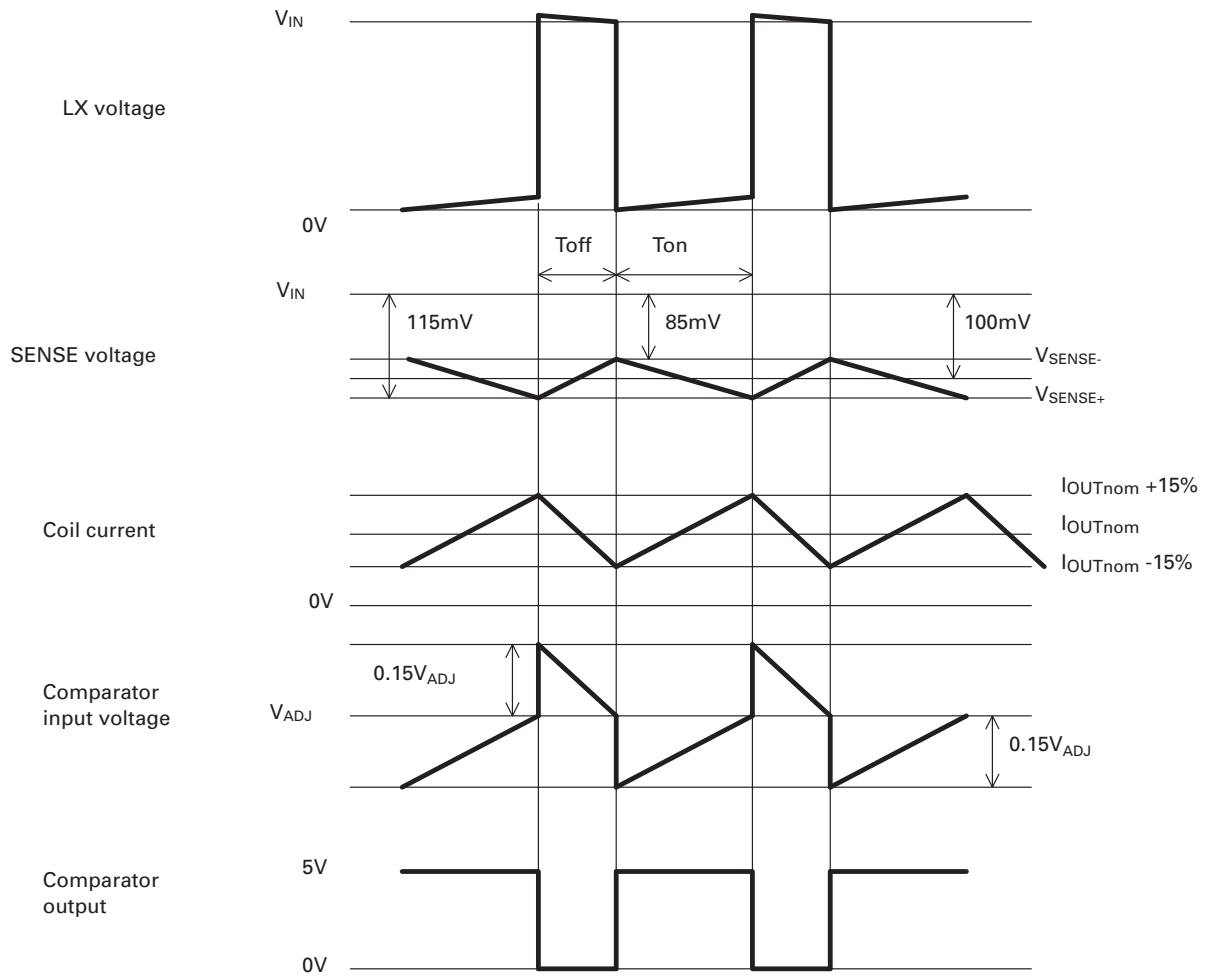 VIN
LX voltage
0V
Toff
Ton
VIN
115mV
85mV
100mV
SENSE voltage
VSENSE-
VSENSE+
IOUTnom +15%
Coil current
IOUTnom
IOUTnom -15%
0V
0.15VADJ
Comparator
input voltage
VADJ
0.15VADJ
5V
Comparator
output
0V